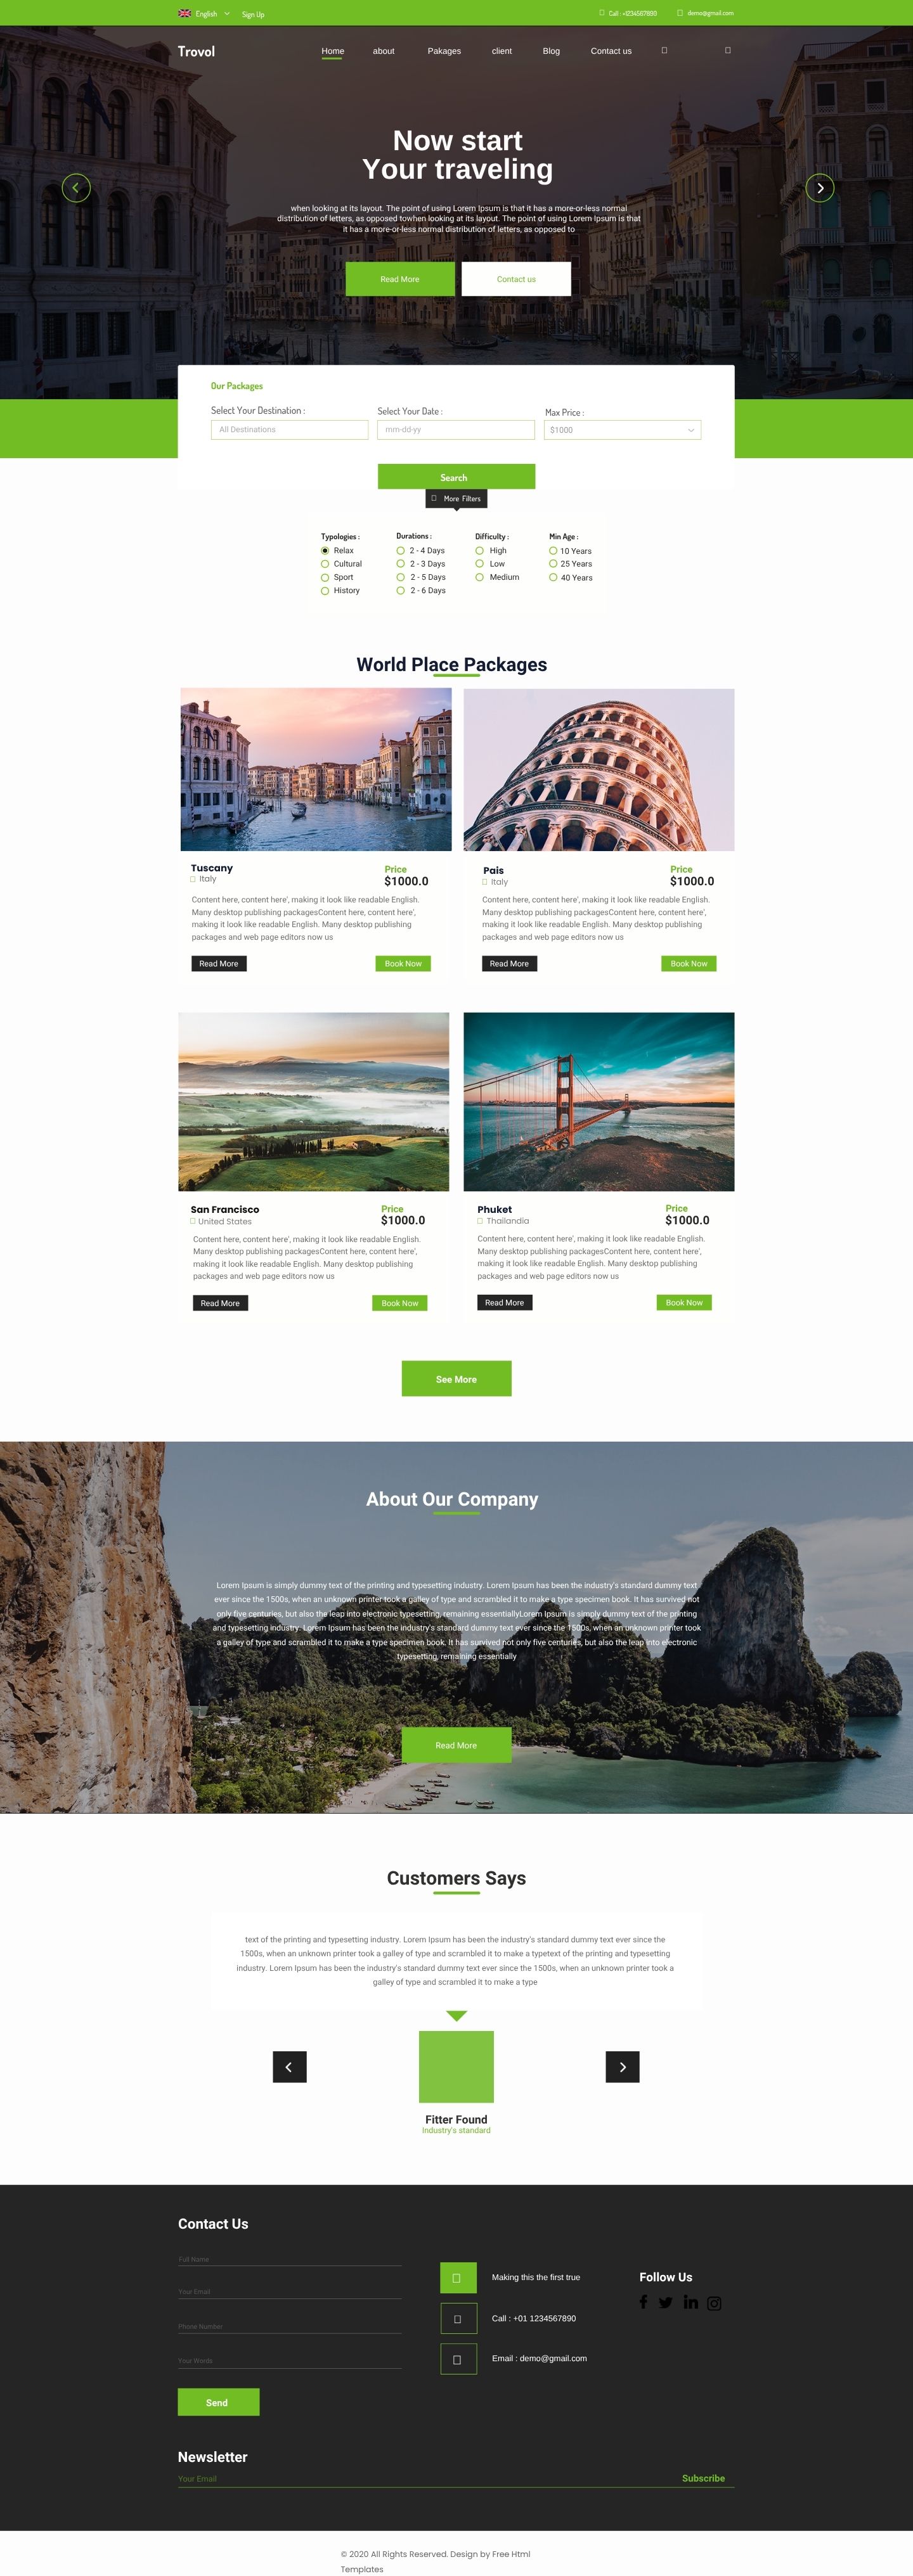 English
Sign Up
Call : +1234567890
demo@gmail.com
Trovol
Home
about
Pakages
client
Blog
Contact us
Now start
Your traveling
when looking at its layout. The point of using Lorem Ipsum is that it has a more-or-less normal
distribution of letters, as opposed towhen looking at its layout. The point of using Lorem Ipsum is that
it has a more-or-less normal distribution of letters, as opposed to
Read More
Contact us
Our Packages
Select Your Destination :
Select Your Date :
Max Price :
All Destinations
mm-dd-yy
$1000
Search
More Filters
Typologies :
Relax
Cultural
Sport
History
Durations :
2 - 4 Days
2 - 3 Days
2 - 5 Days
2 - 6 Days
Difficulty :
High
Low
Medium
Min Age :
10 Years
25 Years
40 Years
World Place Packages
Tuscany
Italy
Price
$1000.0
Content here, content here', making it look like readable English.
Many desktop publishing packagesContent here, content here',
making it look like readable English. Many desktop publishing
packages and web page editors now us
Read More
Book Now
Pais
Italy
Price
$1000.0
Content here, content here', making it look like readable English.
Many desktop publishing packagesContent here, content here',
making it look like readable English. Many desktop publishing
packages and web page editors now us
Read More
Book Now
San Francisco
United States
Price
$1000.0
Content here, content here', making it look like readable English.
Many desktop publishing packagesContent here, content here',
making it look like readable English. Many desktop publishing
packages and web page editors now us
Read More
Book Now
Phuket
Thailandia
Price
$1000.0
Content here, content here', making it look like readable English.
Many desktop publishing packagesContent here, content here',
making it look like readable English. Many desktop publishing
packages and web page editors now us
Read More
Book Now
See More
About Our Company
Lorem Ipsum is simply dummy text of the printing and typesetting industry. Lorem Ipsum has been the industry's standard dummy text
ever since the 1500s, when an unknown printer took a galley of type and scrambled it to make a type specimen book. It has survived not
only five centuries, but also the leap into electronic typesetting, remaining essentiallyLorem Ipsum is simply dummy text of the printing
and typesetting industry. Lorem Ipsum has been the industry's standard dummy text ever since the 1500s, when an unknown printer took
a galley of type and scrambled it to make a type specimen book. It has survived not only five centuries, but also the leap into electronic
typesetting, remaining essentially
Read More
Customers Says
text of the printing and typesetting industry. Lorem Ipsum has been the industry's standard dummy text ever since the
1500s, when an unknown printer took a galley of type and scrambled it to make a typetext of the printing and typesetting
industry. Lorem Ipsum has been the industry's standard dummy text ever since the 1500s, when an unknown printer took a
galley of type and scrambled it to make a type
Fitter Found
Industry's standard
Contact Us
Full Name
Your Email
Phone Number
Your Words
Send
Making this the first true
Call : +01 1234567890
Email : demo@gmail.com
Follow Us
Newsletter
Your Email
Subscribe
© 2020 All Rights Reserved. Design by Free Html
Templates